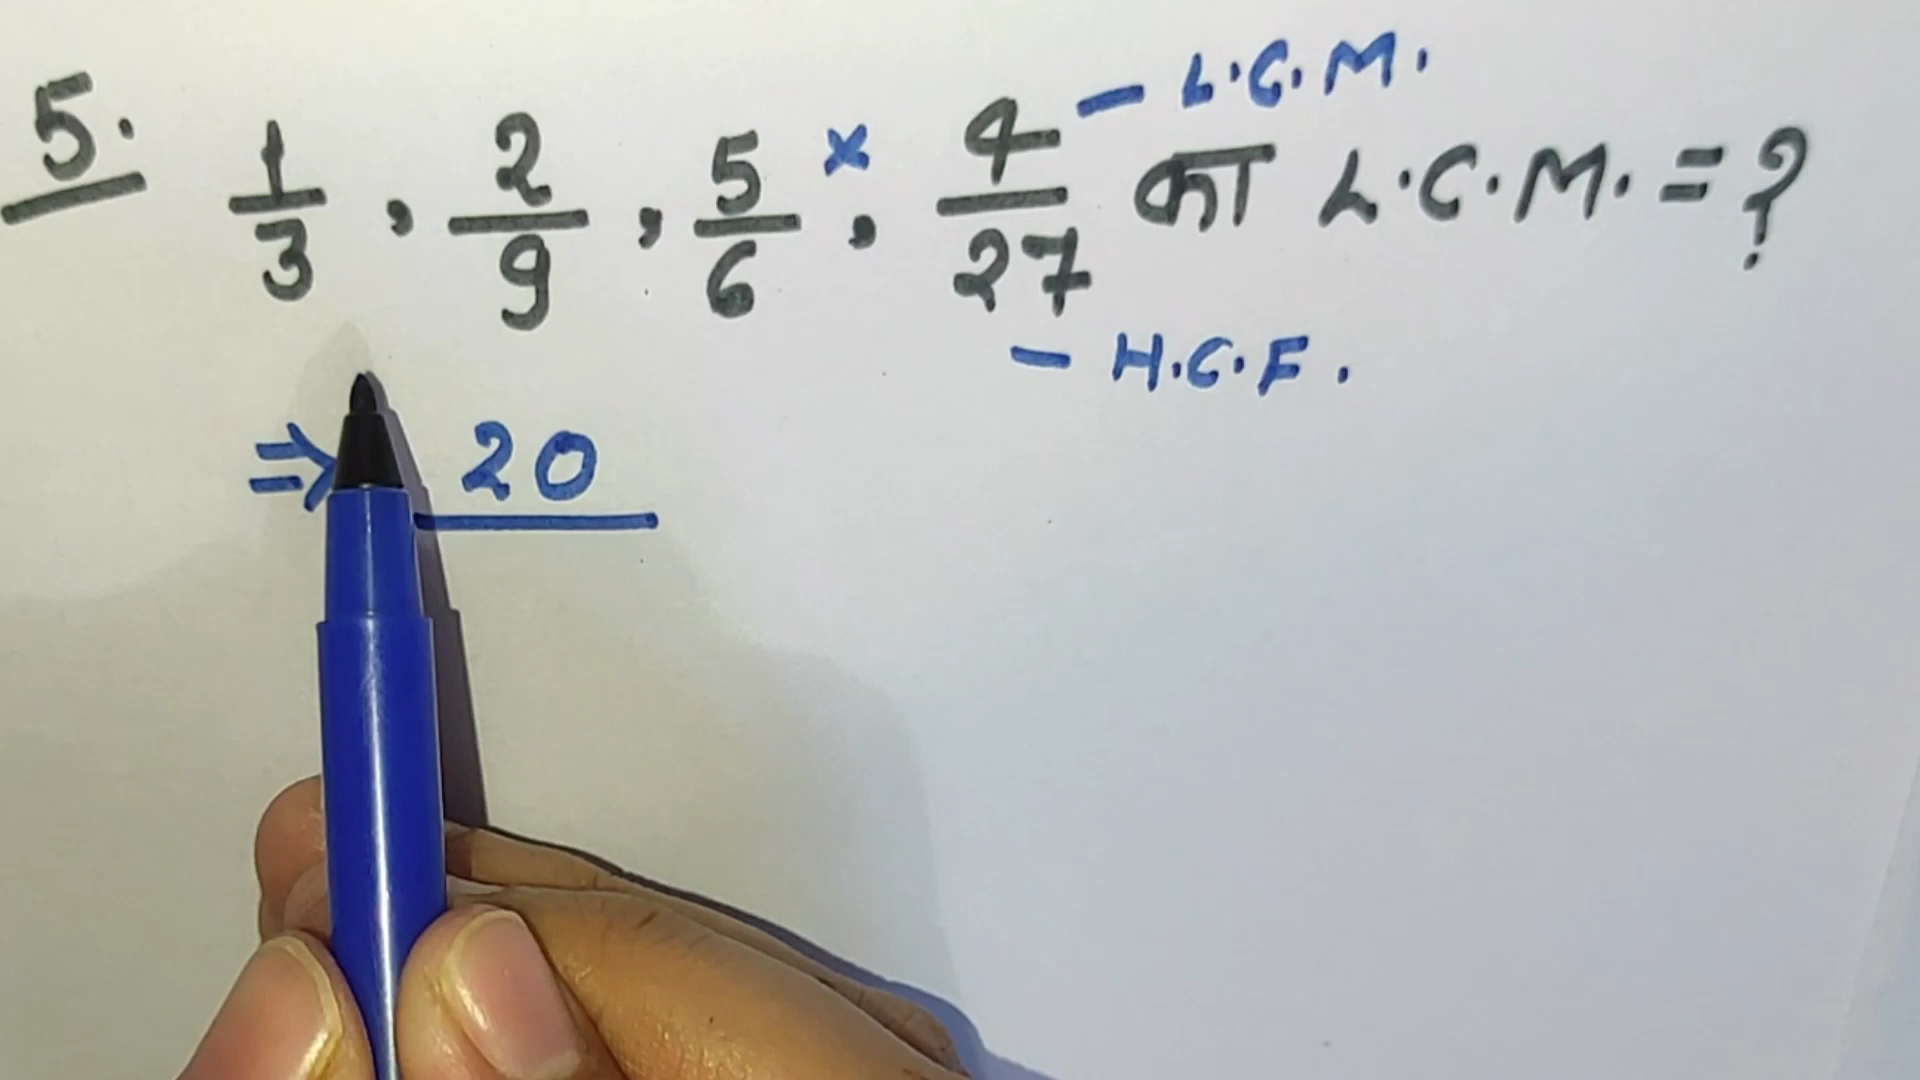 - L.C.M.
5. 1/3, 2/9, 5/6 ×, 4/27 का L.C.M. = ?
- H.C.F.
⇒ 20